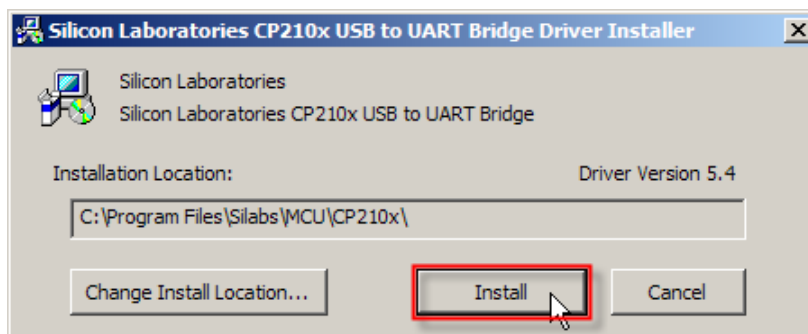 Silicon Laboratories CP210x USB to UART Bridge Driver Installer
Silicon Laboratories
Silicon Laboratories CP210x USB to UART Bridge
Installation Location: Driver Version 5.4
C:\Program Files\Silabs\MCU\CP210x\
Change Install Location... Install Cancel